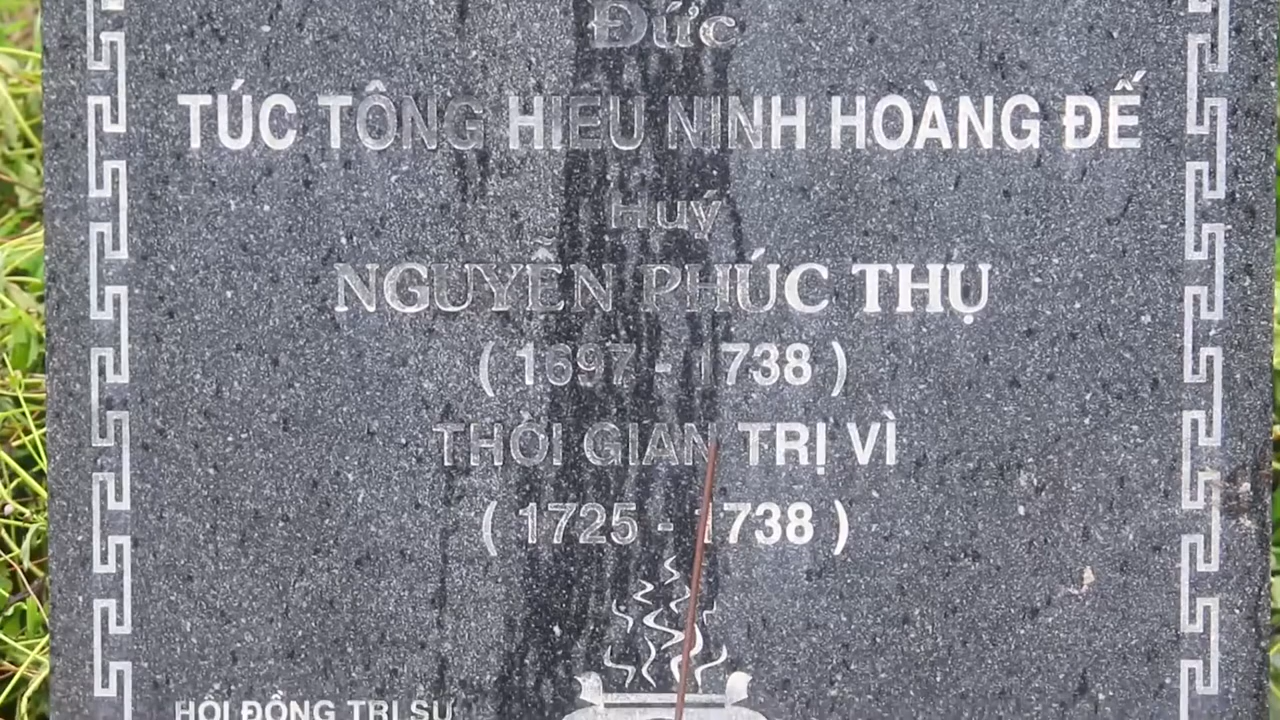 Đức
TÚC TÔNG HIẾU NINH HOÀNG ĐẾ
Huý
NGUYỄN PHÚC THỤ
( 1697 - 1738 )
THỜI GIAN TRỊ VÌ
( 1725 - 1738 )
HỘI ĐỒNG TRỊ SỰ